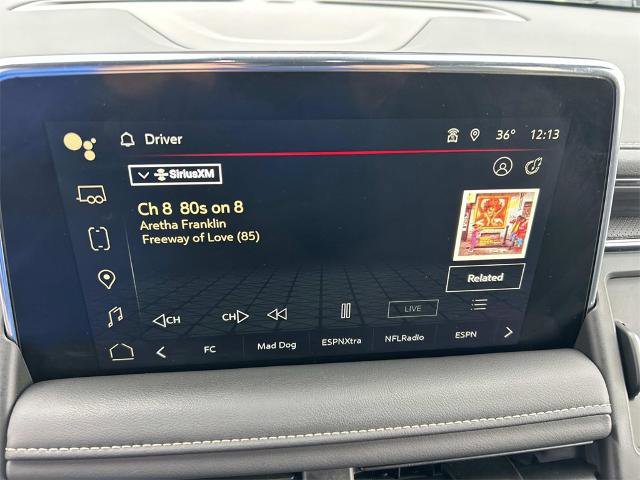 Driver
36° 12:13
SiriusXM
Ch 8 80s on 8
Aretha Franklin
Freeway of Love (85)
Related
CH
CH
LIVE
FC
Mad Dog
ESPNXtra
NFLRadio
ESPN